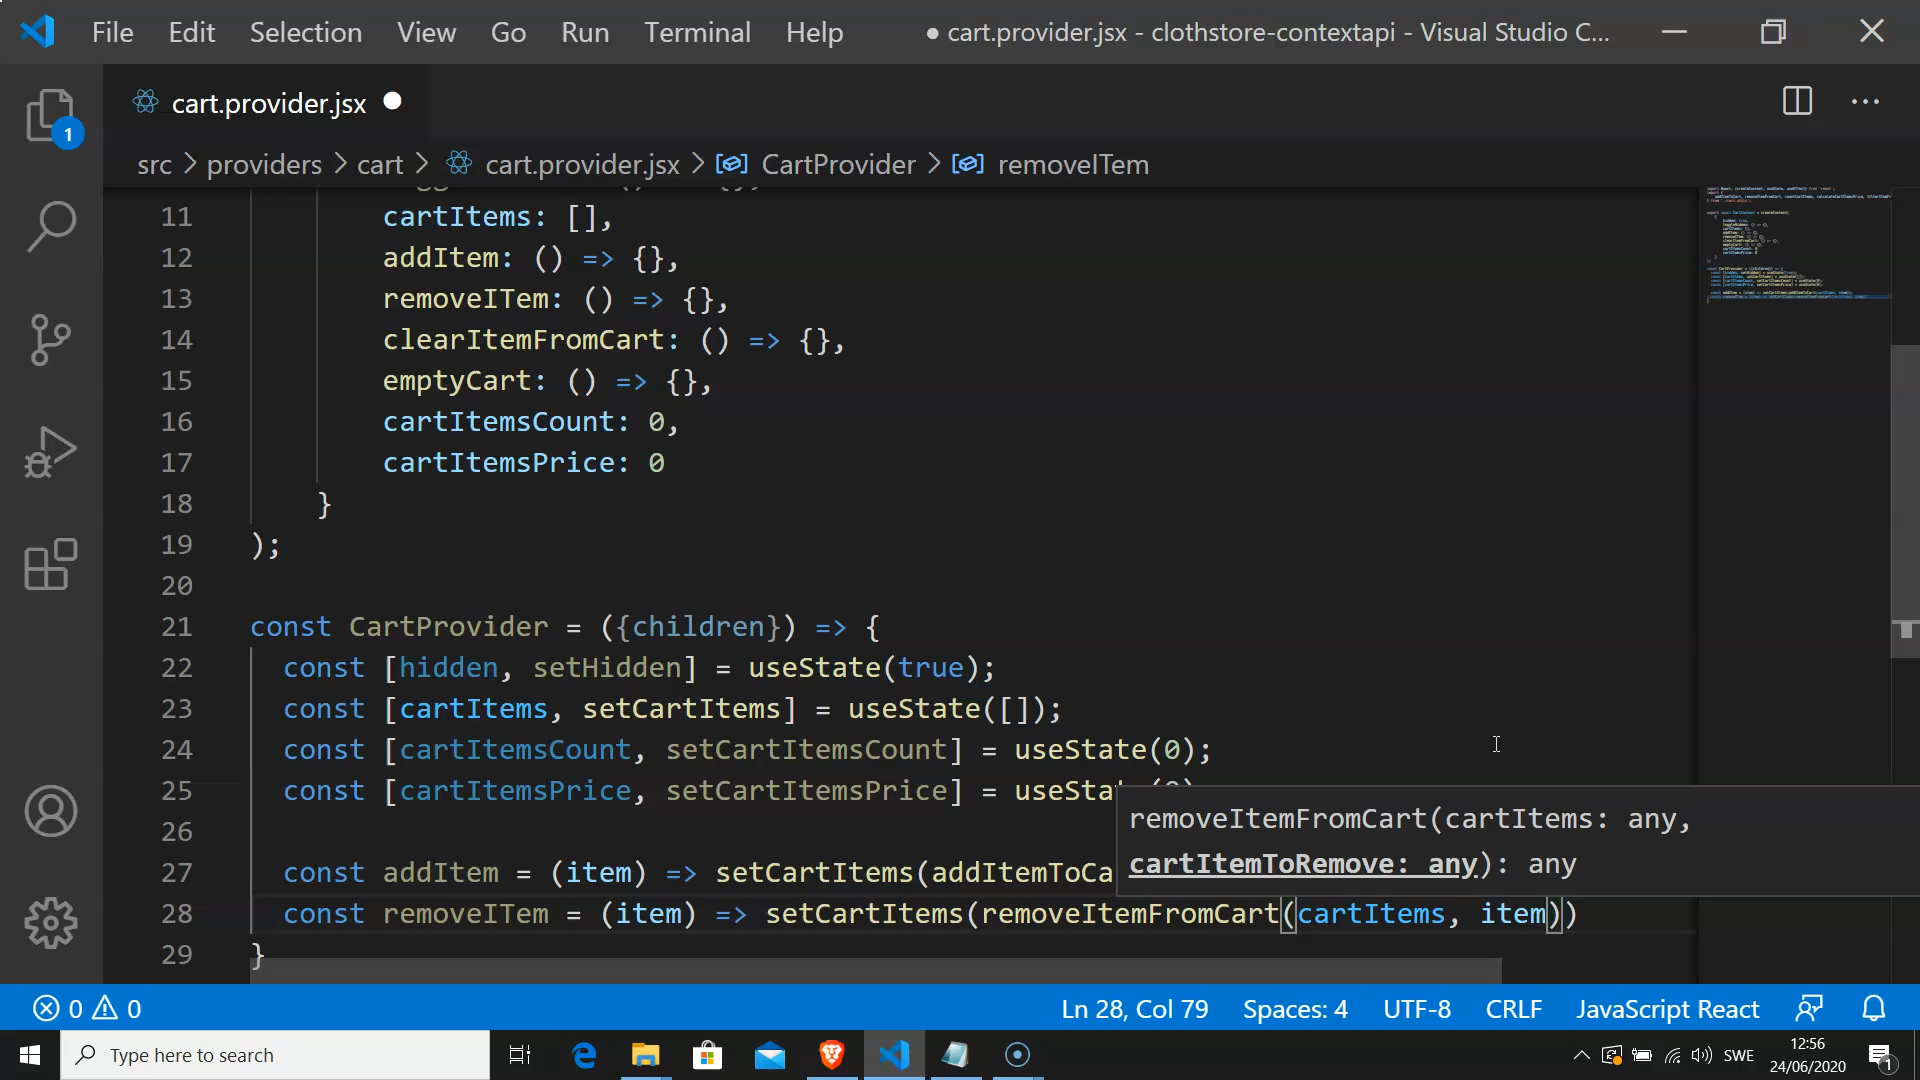 File Edit Selection View Go Run Terminal Help ● cart.provider.jsx - clothstore-contextapi - Visual Studio C...
1
cart.provider.jsx
src > providers > cart > cart.provider.jsx > CartProvider > removeITem
11 cartItems: [],
12 addItem: () => {},
13 removeITem: () => {},
14 clearItemFromCart: () => {},
15 emptyCart: () => {},
16 cartItemsCount: 0,
17 cartItemsPrice: 0
18 }
19 );
20
21 const CartProvider = ({children}) => {
22 const [hidden, setHidden] = useState(true);
23 const [cartItems, setCartItems] = useState([]);
24 const [cartItemsCount, setCartItemsCount] = useState(0);
25 const [cartItemsPrice, setCartItemsPrice] = useSta
removeItemFromCart(cartItems: any,
26
cartItemToRemove: any): any
27 const addItem = (item) => setCartItems(addItemToCa
28 const removeITem = (item) => setCartItems(removeItemFromCart(cartItems, item))
29 }
0 0 Ln 28, Col 79 Spaces: 4 UTF-8 CRLF JavaScript React
Type here to search SWE 12:56
24/06/2020 1